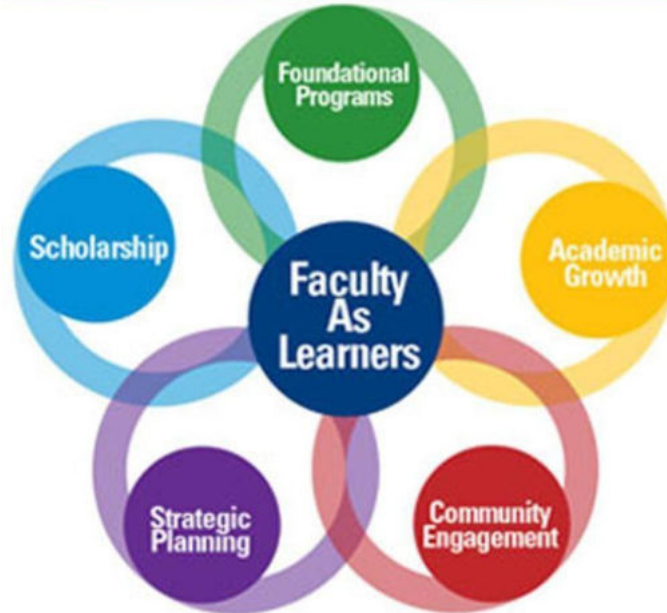 Foundational
Programs
Scholarship
Academic
Growth
Faculty
As
Learners
Strategic
Planning
Community
Engagement